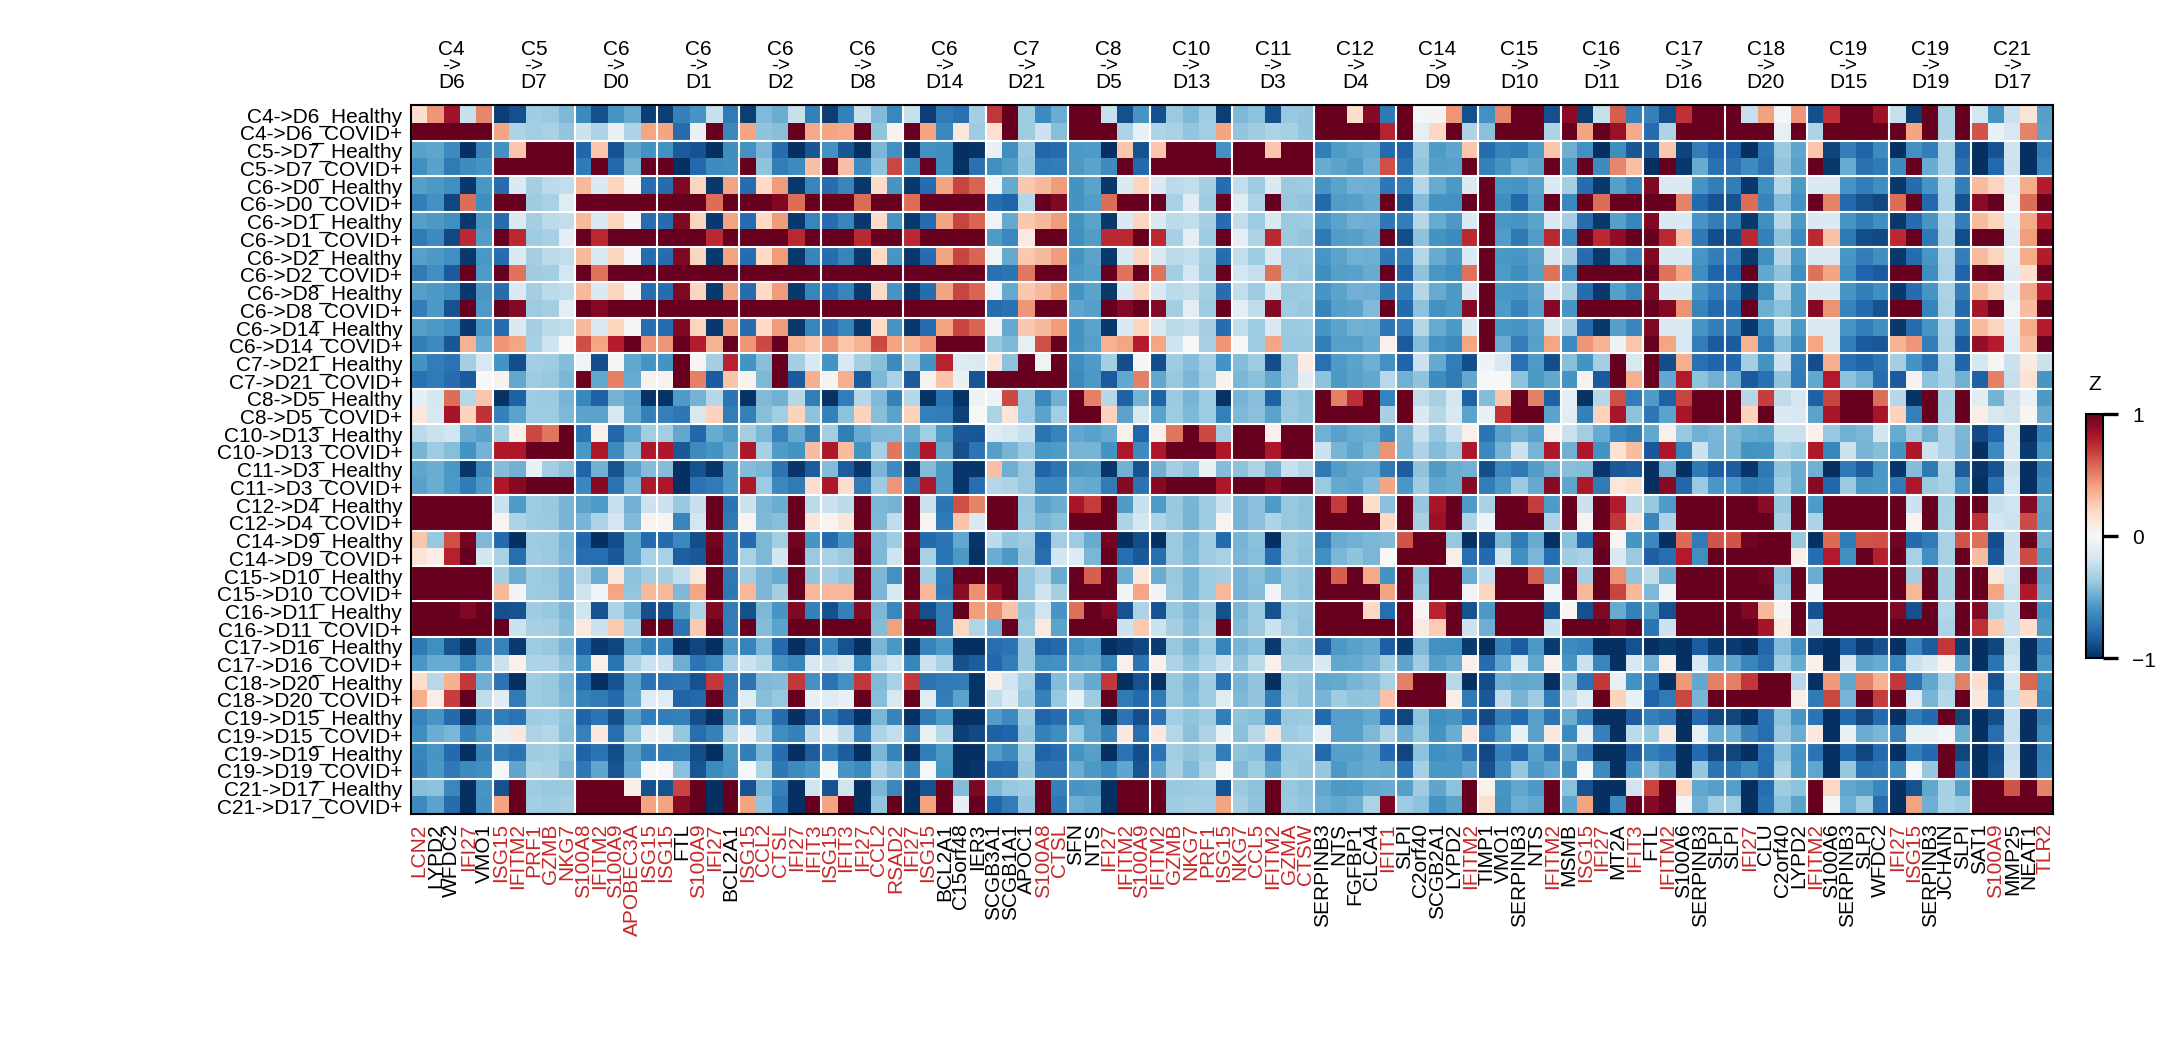 C4 C5 C6 C6 C6 C6 C6 C7 C8 C10 C11 C12 C14 C15 C16 C17 C18 C19 C19 C21
-> -> -> -> -> -> -> -> -> -> -> -> -> -> -> -> -> -> -> ->
D6 D7 D0 D1 D2 D8 D14 D21 D5 D13 D3 D4 D9 D10 D11 D16 D20 D15 D19 D17
C4->D6_Healthy
C4->D6_COVID+
C5->D7_Healthy
C5->D7_COVID+
C6->D0_Healthy
C6->D0_COVID+
C6->D1_Healthy
C6->D1_COVID+
C6->D2_Healthy
C6->D2_COVID+
C6->D8_Healthy
C6->D8_COVID+
C6->D14_Healthy
C6->D14_COVID+
C7->D21_Healthy
C7->D21_COVID+
C8->D5_Healthy
C8->D5_COVID+
C10->D13_Healthy
C10->D13_COVID+
C11->D3_Healthy
C11->D3_COVID+
C12->D4_Healthy
C12->D4_COVID+
C14->D9_Healthy
C14->D9_COVID+
C15->D10_Healthy
C15->D10_COVID+
C16->D11_Healthy
C16->D11_COVID+
C17->D16_Healthy
C17->D16_COVID+
C18->D20_Healthy
C18->D20_COVID+
C19->D15_Healthy
C19->D15_COVID+
C19->D19_Healthy
C19->D19_COVID+
C21->D17_Healthy
C21->D17_COVID+
LCN2
LYPD2
WFDC2
IFI27
VMO1
ISG15
IFITM2
PRF1
GZMB
NKG7
S100A8
IFITM2
S100A9
APOBEC3A
ISG15
ISG15
FTL
S100A9
IFI27
BCL2A1
ISG15
CCL2
CTSL
IFI27
IFIT3
ISG15
IFIT3
IFI27
CCL2
RSAD2
IFI27
ISG15
BCL2A1
C15orf48
IER3
SCGB3A1
SCGB1A1
APOC1
S100A8
CTSL
SFN
NTS
IFI27
IFITM2
S100A9
IFITM2
GZMB
NKG7
PRF1
ISG15
NKG7
CCL5
IFITM2
GZMA
CTSW
SERPINB3
NTS
FGFBP1
CLCA4
IFIT1
SLPI
C2orf40
SCGB2A1
LYPD2
IFITM2
TIMP1
VMO1
SERPINB3
NTS
IFITM2
MSMB
ISG15
IFI27
MT2A
IFIT3
FTL
IFITM2
S100A6
SERPINB3
SLPI
SLPI
IFI27
CLU
C2orf40
LYPD2
IFITM2
S100A6
SERPINB3
SLPI
WFDC2
IFI27
ISG15
SERPINB3
JCHAIN
SLPI
SAT1
S100A9
MMP25
NEAT1
TLR2
Z
1
0
−1